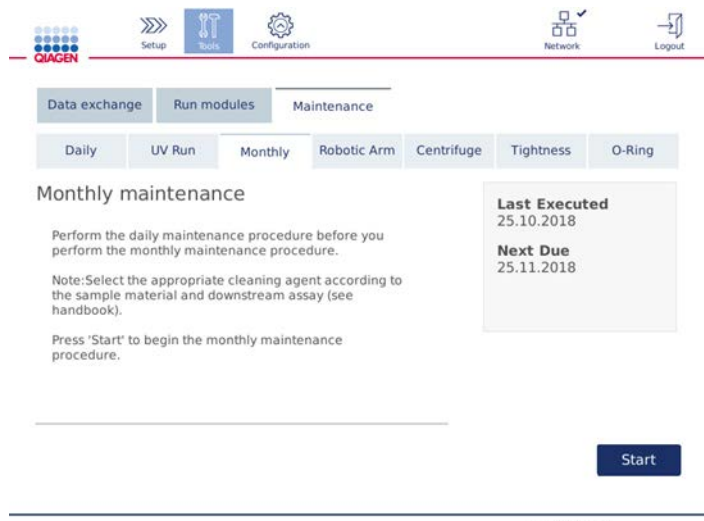 QIAGEN
Setup
Tools
Configuration
Network
Logout
Data exchange
Run modules
Maintenance
Daily
UV Run
Monthly
Robotic Arm
Centrifuge
Tightness
O-Ring
Monthly maintenance
Perform the daily maintenance procedure before you
perform the monthly maintenance procedure.
Note:Select the appropriate cleaning agent according to
the sample material and downstream assay (see
handbook).
Press 'Start' to begin the monthly maintenance
procedure.
Last Executed
25.10.2018
Next Due
25.11.2018
Start